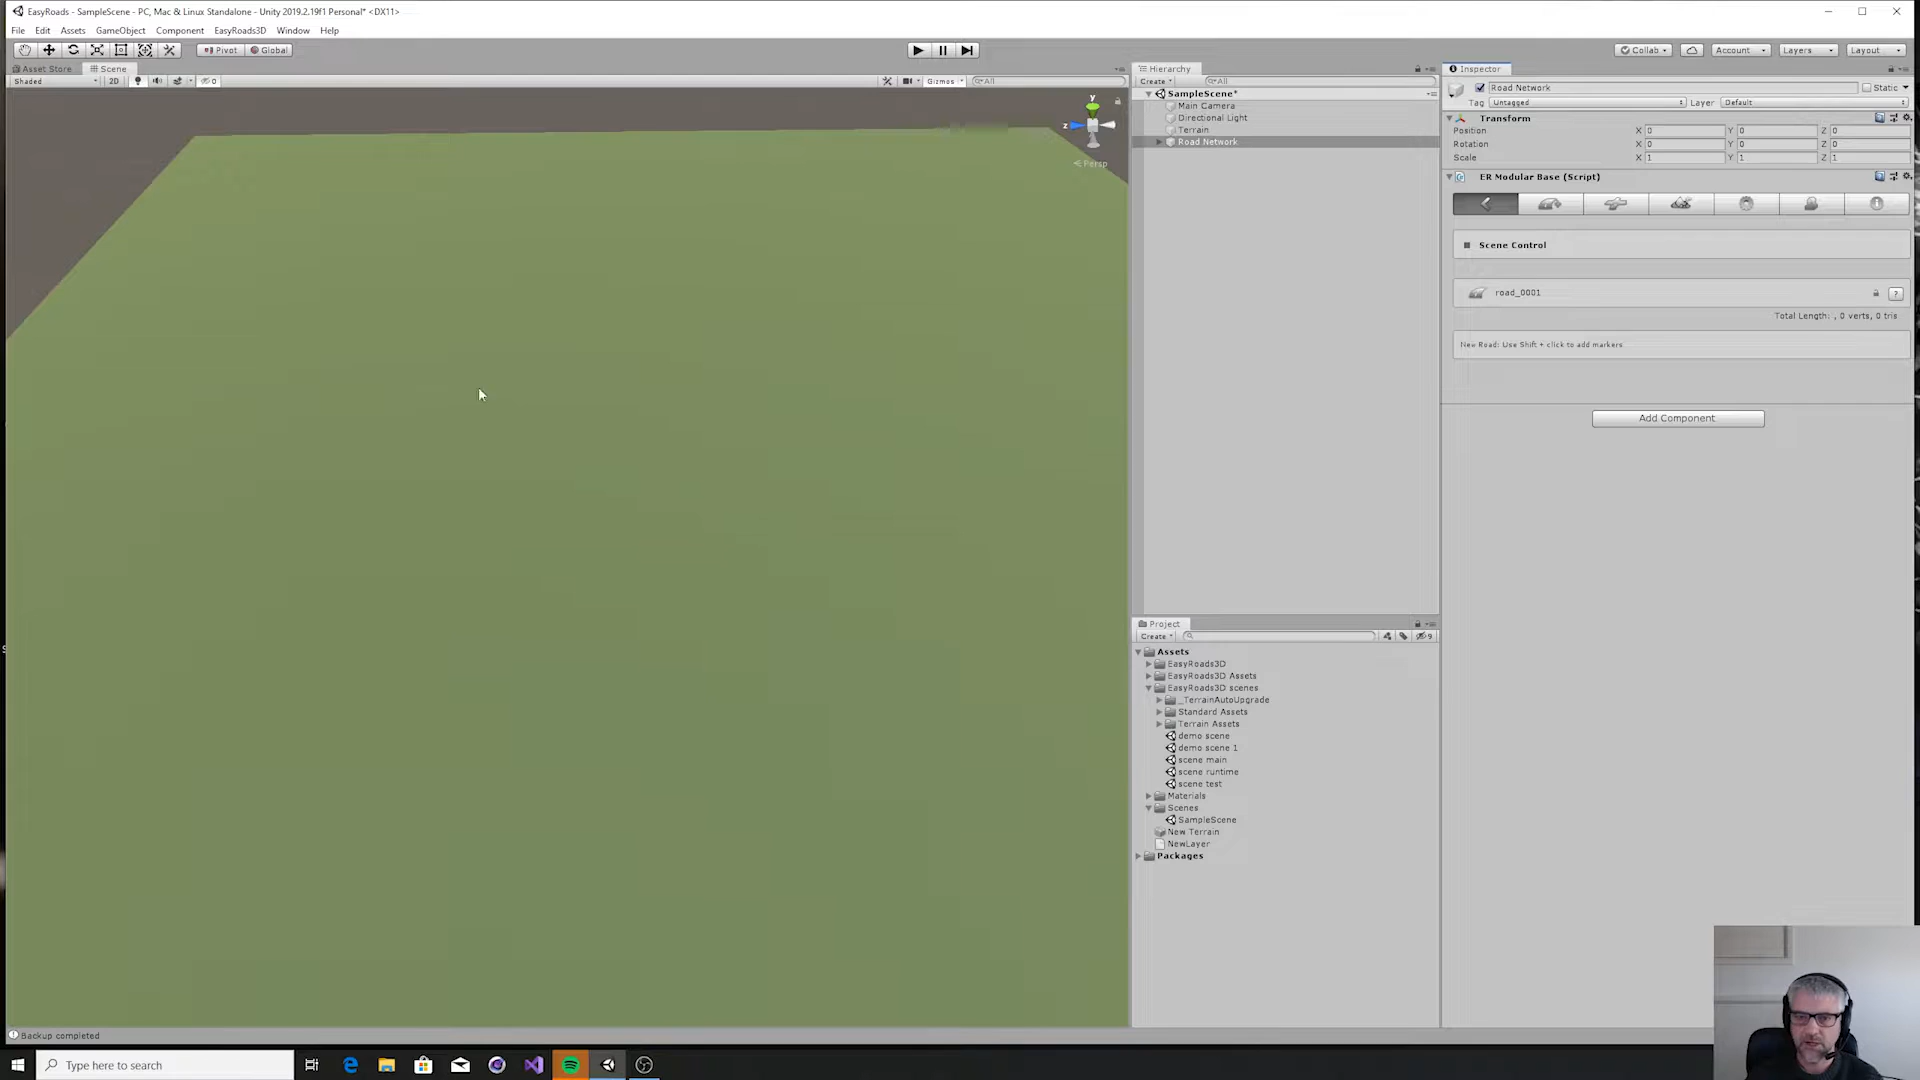 EasyRoads - SampleScene - PC, Mac & Linux Standalone - Unity 2019.2.19f1 Personal* <DX11>
File Edit Assets GameObject Component EasyRoads3D Window Help
Pivot Global Collab Account Layers Layout
Asset Store Scene
Shaded 2D 0 Gizmos All
y
z
Persp
Hierarchy
Create All
SampleScene*
Main Camera
Directional Light
Terrain
Road Network
Project
Create 9
Assets
EasyRoads3D
EasyRoads3D Assets
EasyRoads3D scenes
_TerrainAutoUpgrade
Standard Assets
Terrain Assets
demo scene
demo scene 1
scene main
scene runtime
scene test
Materials
Scenes
SampleScene
New Terrain
NewLayer
Packages
Inspector
Road Network Static
Tag Untagged Layer Default
Transform
Position X 0 Y 0 Z 0
Rotation X 0 Y 0 Z 0
Scale X 1 Y 1 Z 1
ER Modular Base (Script)
Scene Control
road_0001 ?
Total Length: , 0 verts, 0 tris
New Road: Use Shift + click to add markers
Add Component
Backup completed
Type here to search